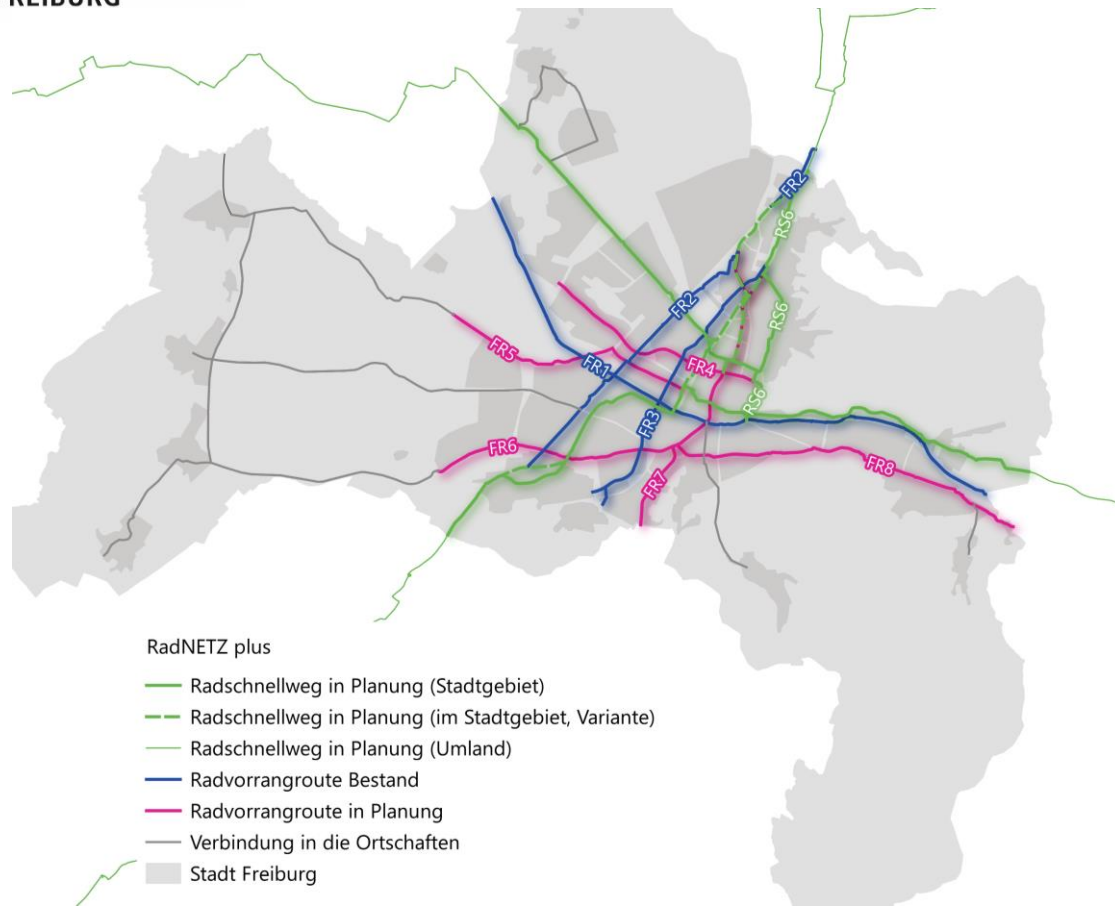 REIBURG
FR2
RS6
FR2
RS6
FR5
FR1
FR4
RS6
FR3
FR6
FR7
FR8
RadNETZ plus
Radschnellweg in Planung (Stadtgebiet)
Radschnellweg in Planung (im Stadtgebiet, Variante)
Radschnellweg in Planung (Umland)
Radvorrangroute Bestand
Radvorrangroute in Planung
Verbindung in die Ortschaften
Stadt Freiburg